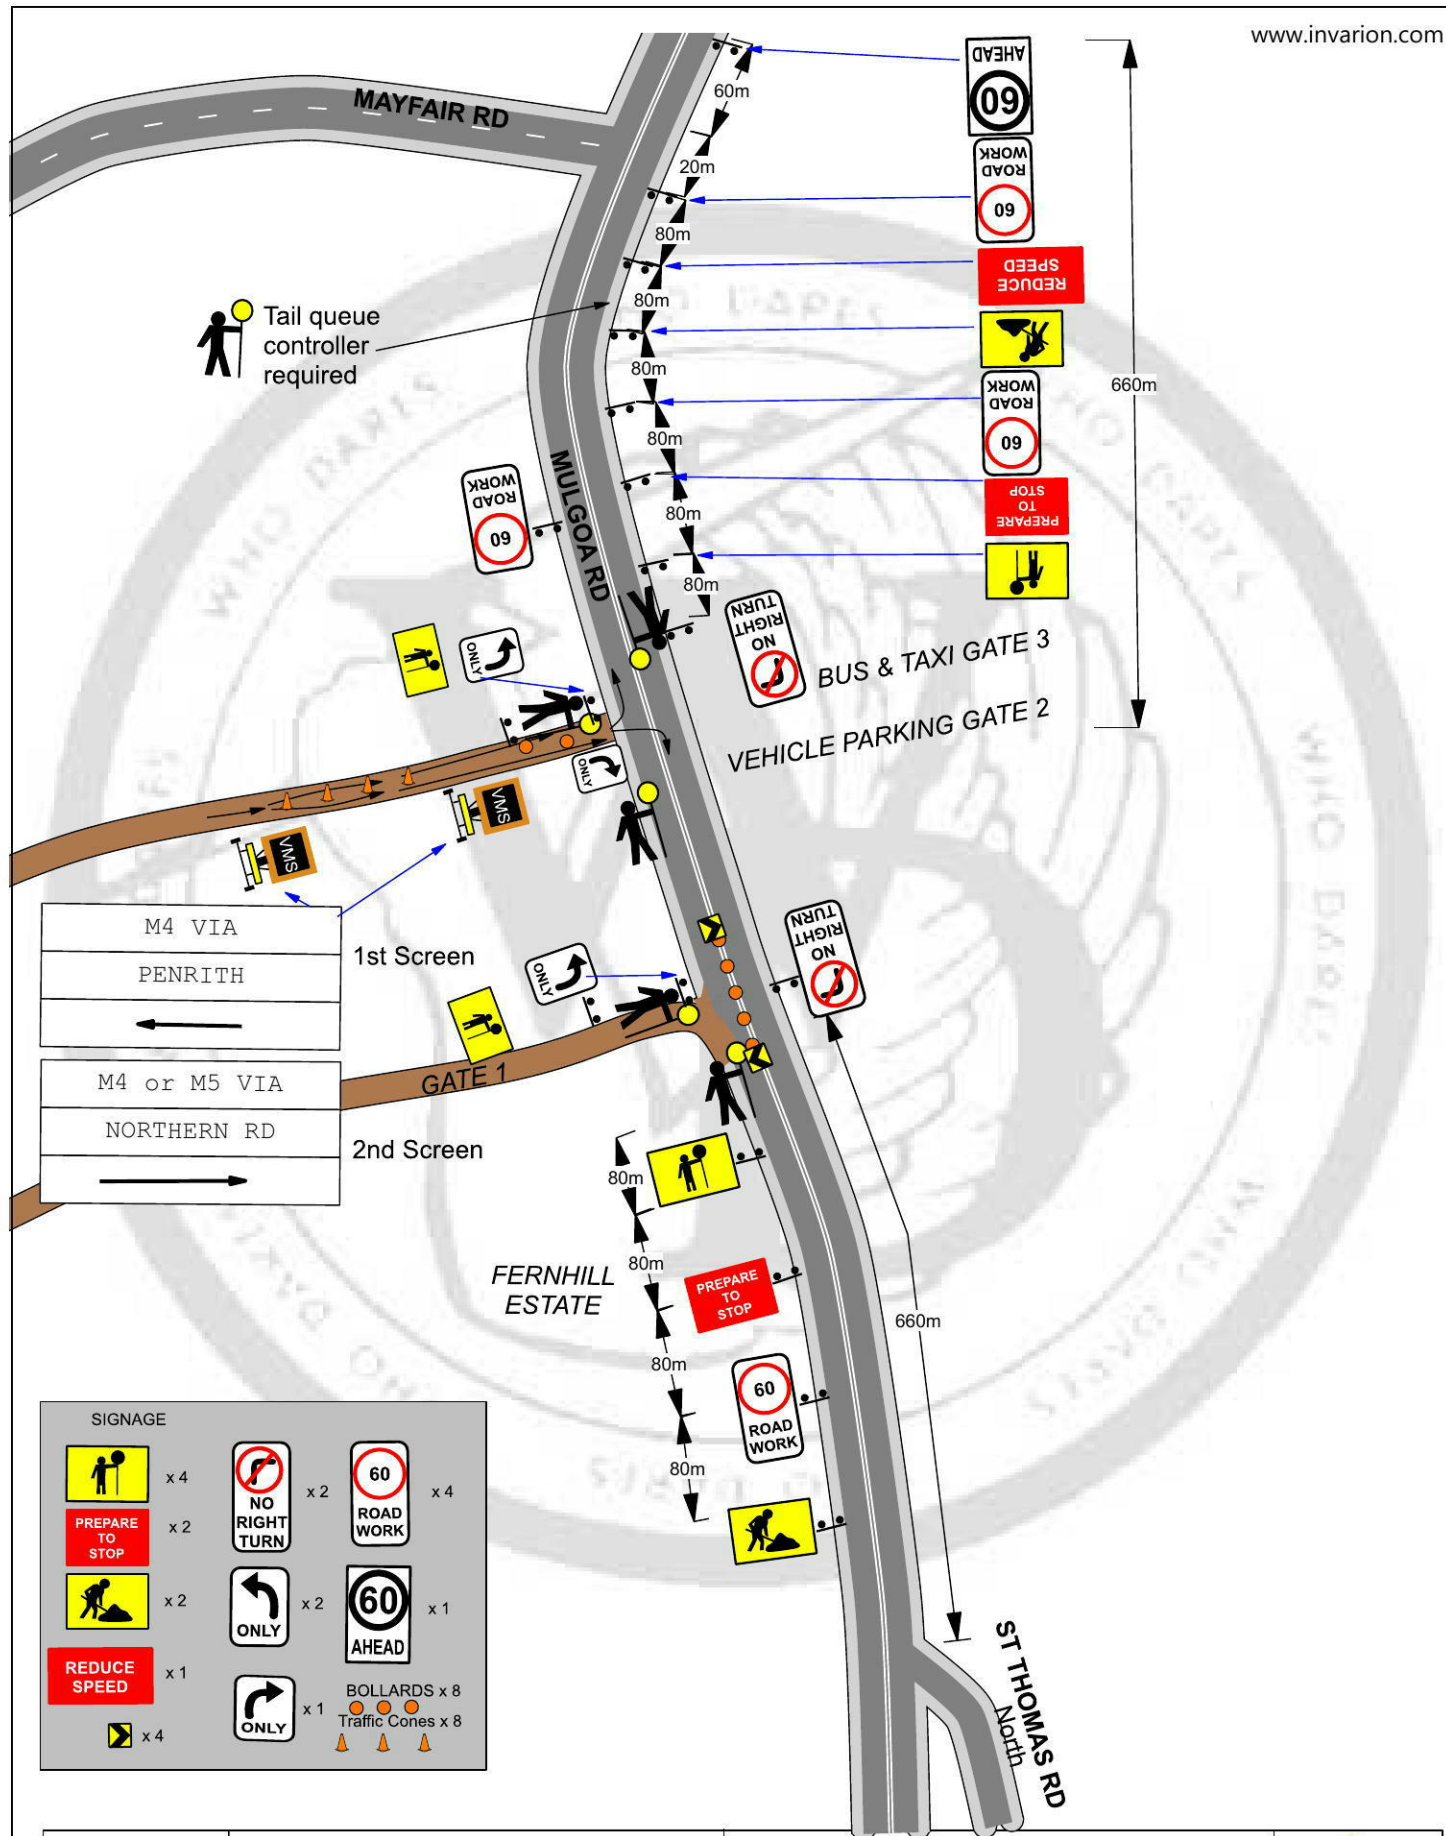 www.invarion.com
AHEAD
60
MAYFAIR RD
60m
20m
ROAD
WORK
60
80m
REDUCE
SPEED
80m
Tail queue
controller
required
80m
ROAD
WORK
60
660m
80m
MULGOA RD
ROAD
WORK
60
PREPARE
TO
STOP
80m
80m
NO
RIGHT
TURN
BUS & TAXI GATE 3
ONLY
VEHICLE PARKING GATE 2
ONLY
VMS
VMS
M4 VIA
PENRITH
1st Screen
NO
RIGHT
TURN
ONLY
M4 or M5 VIA
NORTHERN RD
2nd Screen
GATE 1
80m
80m
FERNHILL
ESTATE
PREPARE
TO
STOP
660m
80m
60
ROAD
WORK
80m
SIGNAGE
x 4
NO
RIGHT
TURN
x 2
60
ROAD
WORK
x 4
PREPARE
TO
STOP
x 2
x 2
ONLY
x 2
60
AHEAD
x 1
REDUCE
SPEED
x 1
ONLY
x 1
BOLLARDS x 8
Traffic Cones x 8
x 4
ST THOMAS RD
North
WHO DARES
WHO DARES
WHO DARES